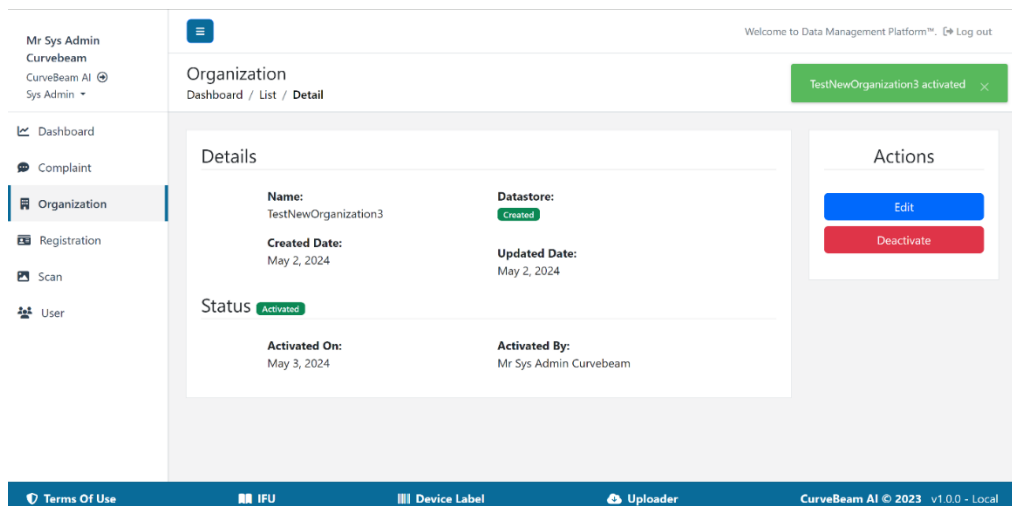 Mr Sys Admin
Curvebeam
CurveBeam AI
Sys Admin
Welcome to Data Management Platform™. Log out
Organization
Dashboard / List / Detail
TestNewOrganization3 activated ×
Dashboard
Complaint
Organization
Registration
Scan
User
Details
Name:
TestNewOrganization3
Datastore:
Created
Created Date:
May 2, 2024
Updated Date:
May 2, 2024
Status Activated
Activated On:
May 3, 2024
Activated By:
Mr Sys Admin Curvebeam
Actions
Edit
Deactivate
Terms Of Use IFU Device Label Uploader CurveBeam AI © 2023 v1.0.0 - Local